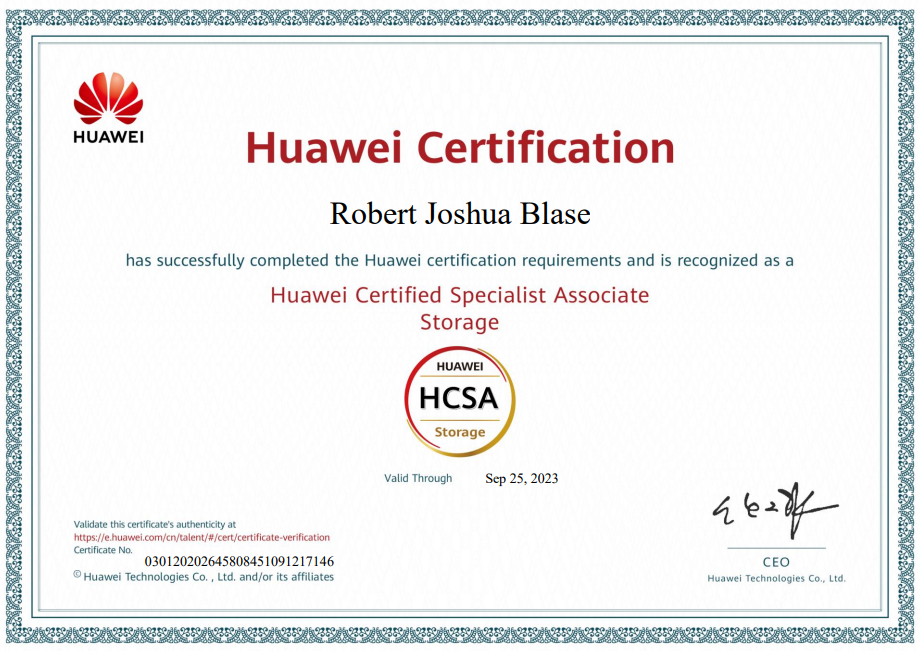 HUAWEI
Huawei Certification
Robert Joshua Blase
has successfully completed the Huawei certification requirements and is recognized as a
Huawei Certified Specialist Associate
Storage
HUAWEI
HCSA
Storage
Valid Through Sep 25, 2023
Validate this certificate's authenticity at
https://e.huawei.com/cn/talent/#/cert/certificate-verification
Certificate No.
030120202645808451091217146
© Huawei Technologies Co. , Ltd. and/or its affiliates
CEO
Huawei Technologies Co., Ltd.